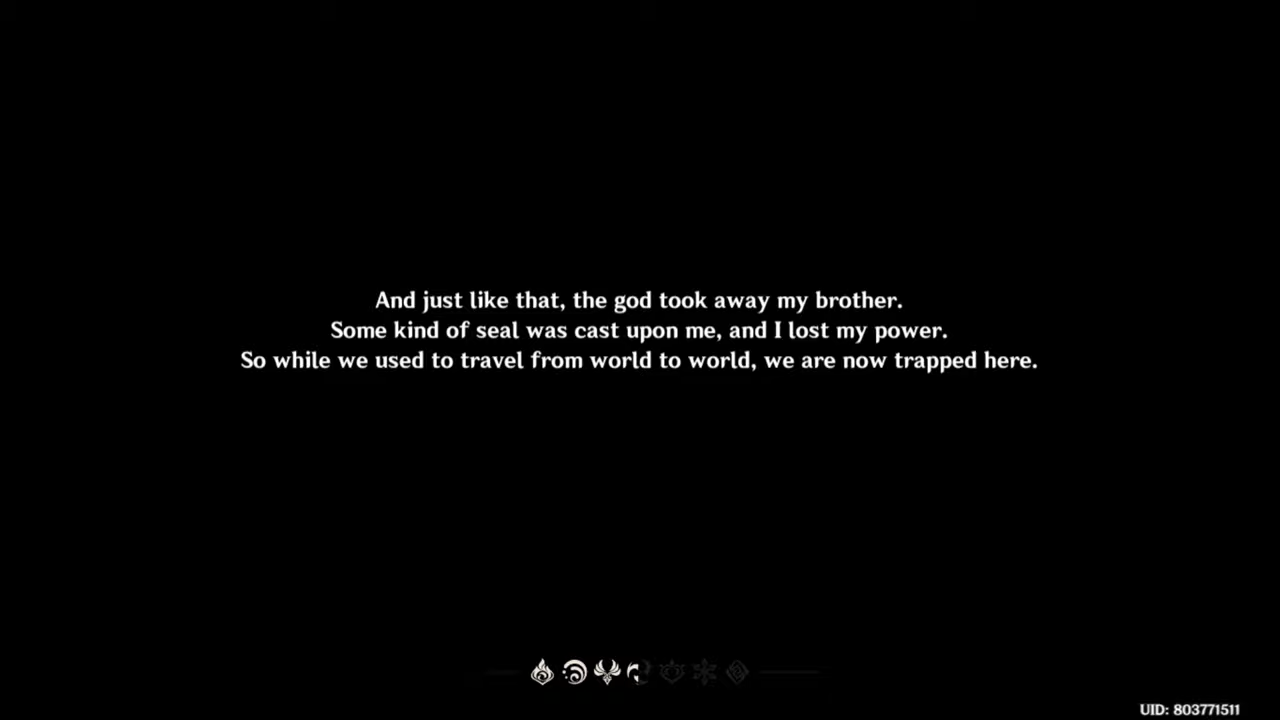 And just like that, the god took away my brother.
Some kind of seal was cast upon me, and I lost my power.
So while we used to travel from world to world, we are now trapped here.
UID: 803771511